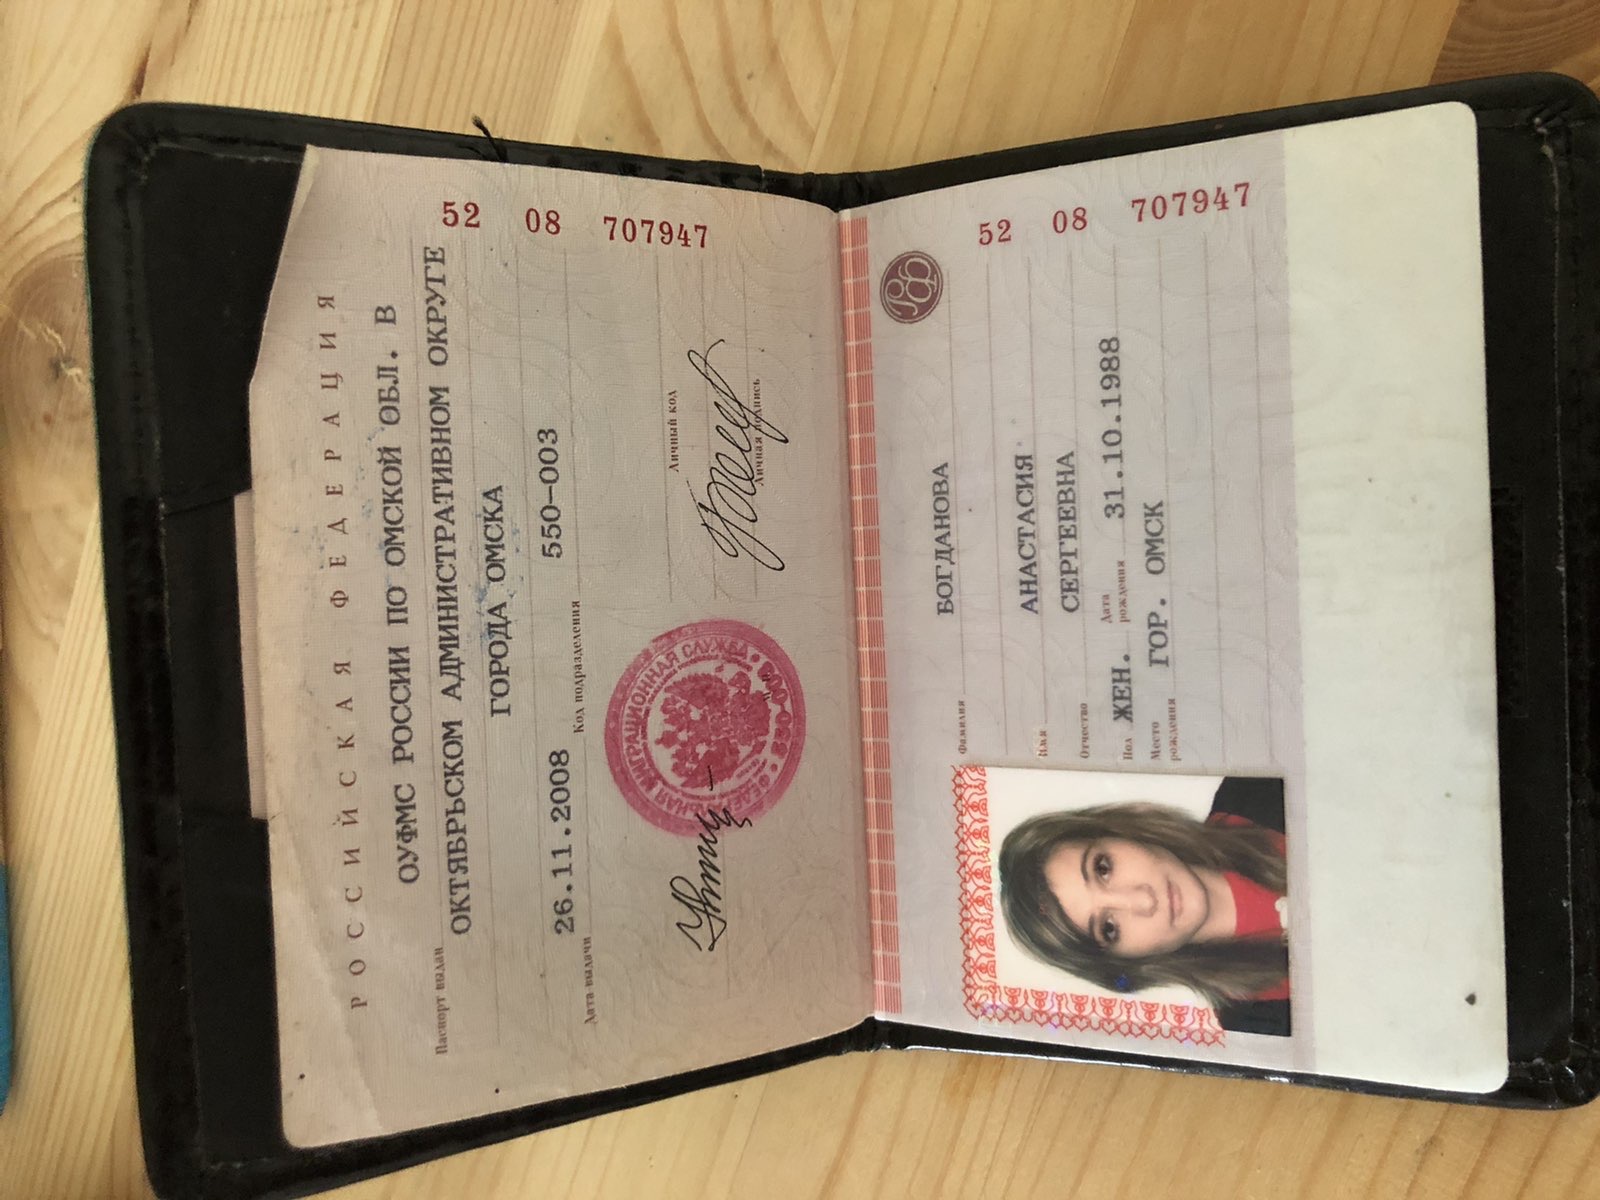 52 08 707947
РОССИЙСКАЯ ФЕДЕРАЦИЯ
Паспорт выдан
ОУФМС РОССИИ ПО ОМСКОЙ ОБЛ. В
ОКТЯБРЬСКОМ АДМИНИСТРАТИВНОМ ОКРУГЕ
ГОРОДА ОМСКА
Дата выдачи 26.11.2008 Код подразделения 550-003
Личный код
Личная подпись
ФЕДЕРАЛЬНАЯ МИГРАЦИОННАЯ СЛУЖБА
52 08 707947
РФ
Фамилия БОГДАНОВА
Имя АНАСТАСИЯ
Отчество СЕРГЕЕВНА
Пол ЖЕН. Дата рождения 31.10.1988
Место рождения ГОР. ОМСК